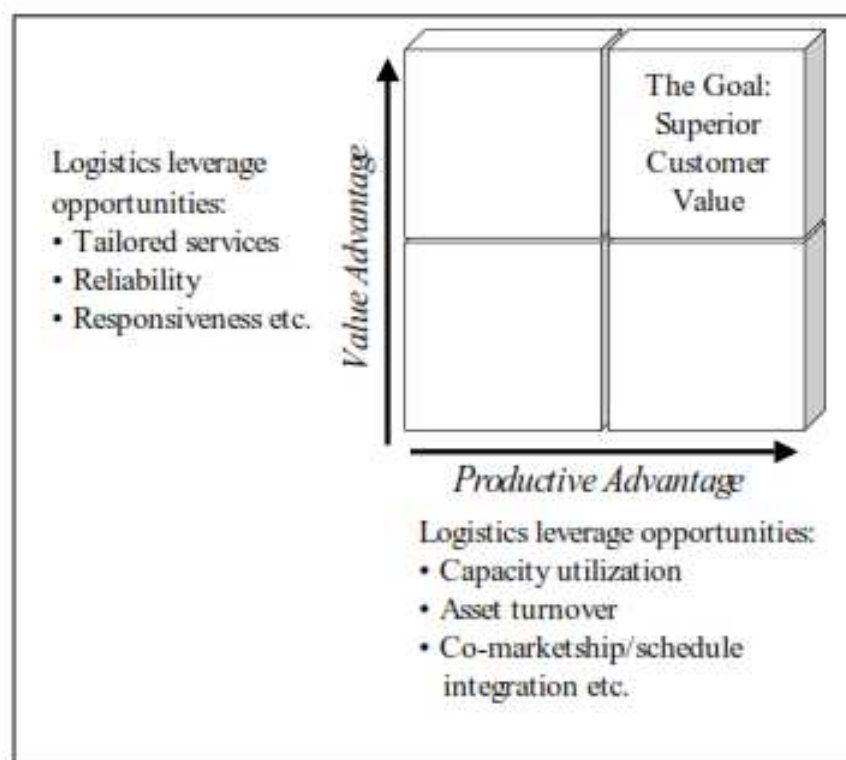 The Goal:
Superior
Customer
Value
Logistics leverage
opportunities:
• Tailored services
• Reliability
• Responsiveness etc.
Value Advantage
Productive Advantage
Logistics leverage opportunities:
• Capacity utilization
• Asset turnover
• Co-marketship/schedule
integration etc.